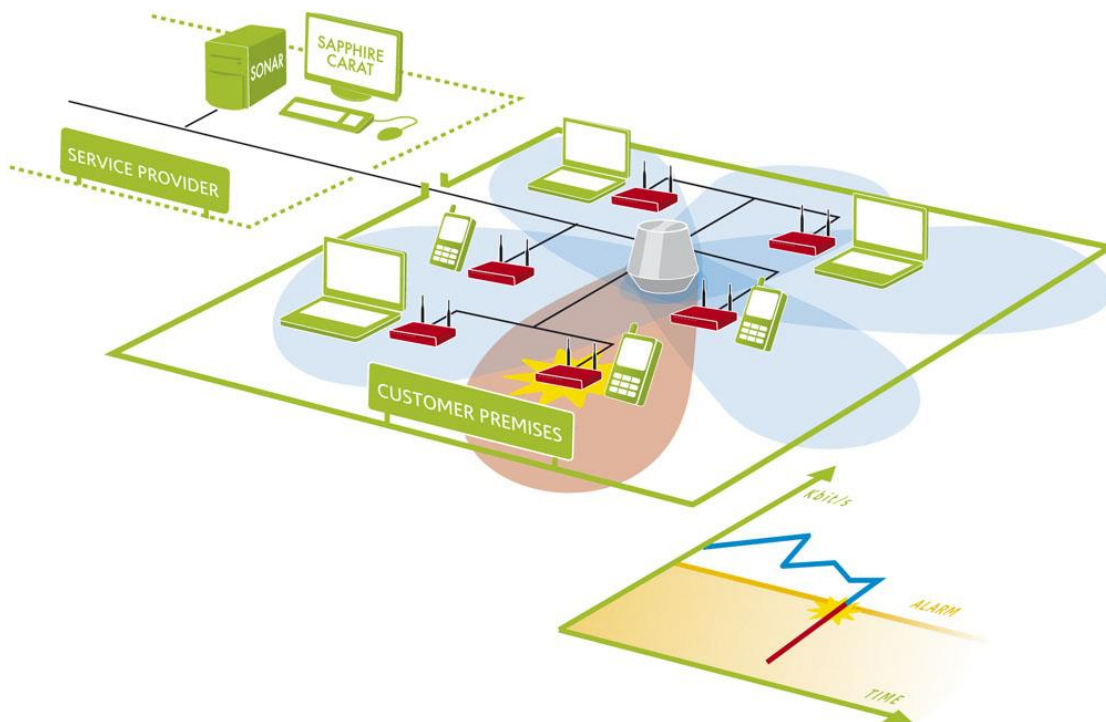 SONAR
SAPPHIRE
CARAT
SERVICE PROVIDER
CUSTOMER PREMISES
Kbit/s
ALARM
TIME